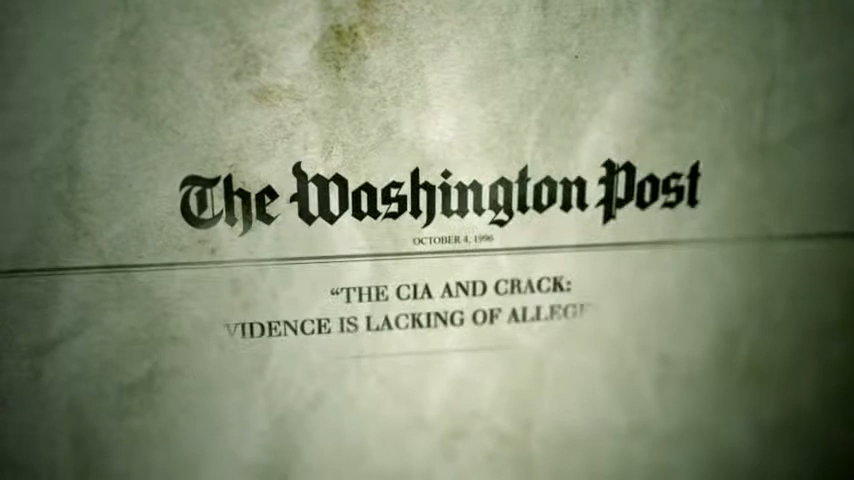 The Washington Post
OCTOBER 4, 1996
“THE CIA AND CRACK:
VIDENCE IS LACKING OF ALLEG